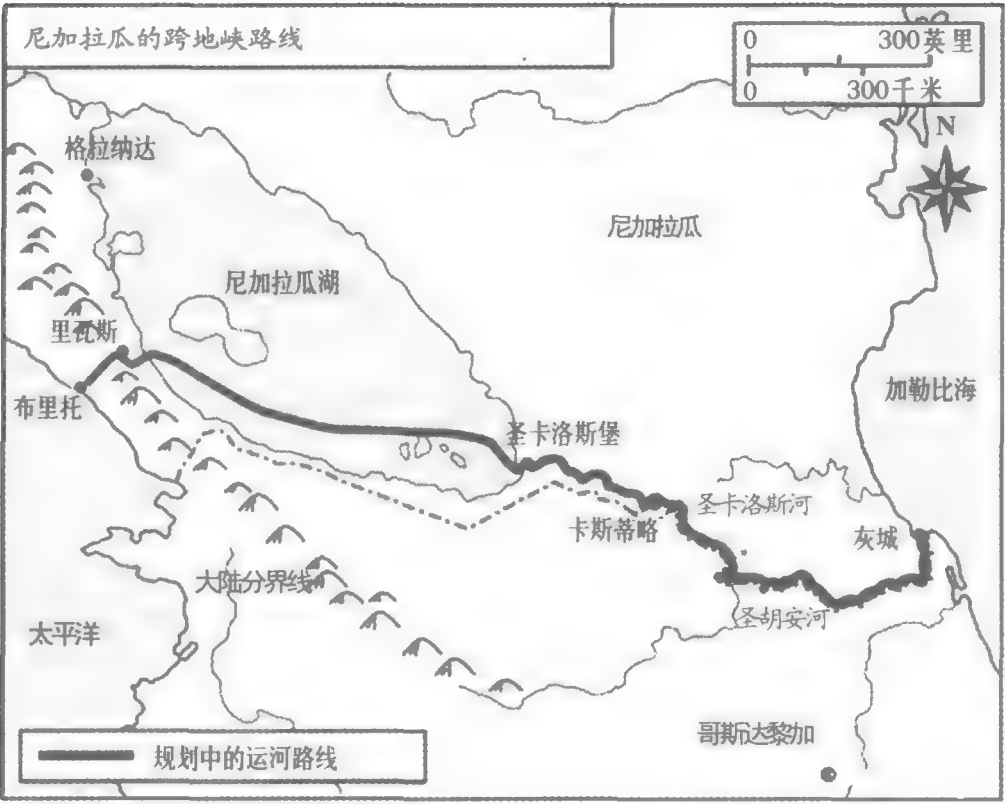 尼加拉瓜的跨地峡路线
0 300英里
0 300千米
N
格拉纳达
尼加拉瓜
尼加拉瓜湖
里瓦斯
布里托
加勒比海
圣卡洛斯堡
圣卡洛斯河
卡斯蒂略
灰城
大陆分界线
圣胡安河
太平洋
哥斯达黎加
规划中的运河路线